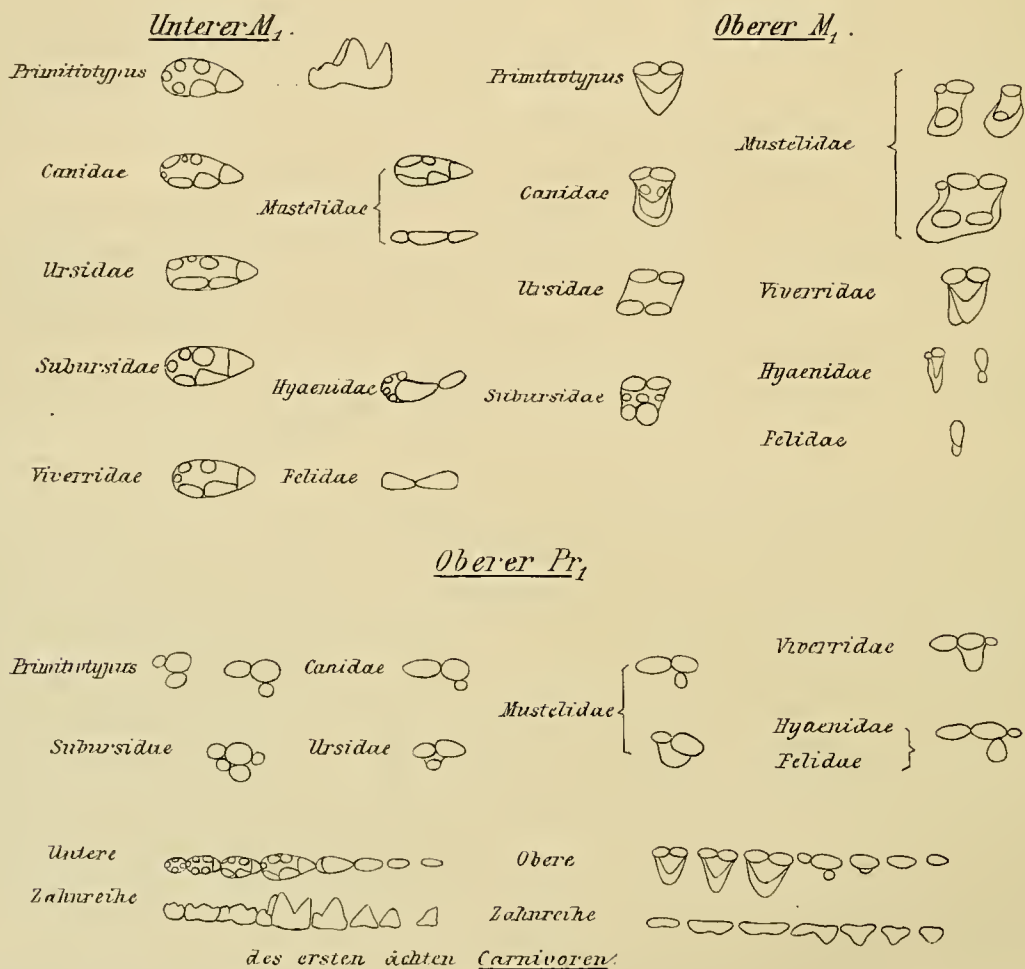 Unterer M₁.
Primitivtypus
Canidae
Mustelidae
Ursidae
Subursidae
Hyaenidae
Viverridae
Felidae
Oberer M₁.
Primitivtypus
Mustelidae
Canidae
Ursidae
Viverridae
Hyaenidae
Subursidae
Felidae
Oberer Pr₁
Primitivtypus
Canidae
Mustelidae
Viverridae
Subursidae
Ursidae
Hyaenidae
Felidae
Untere
Zahnreihe
Obere
Zahnreihe
des ersten ächten Carnivoren.